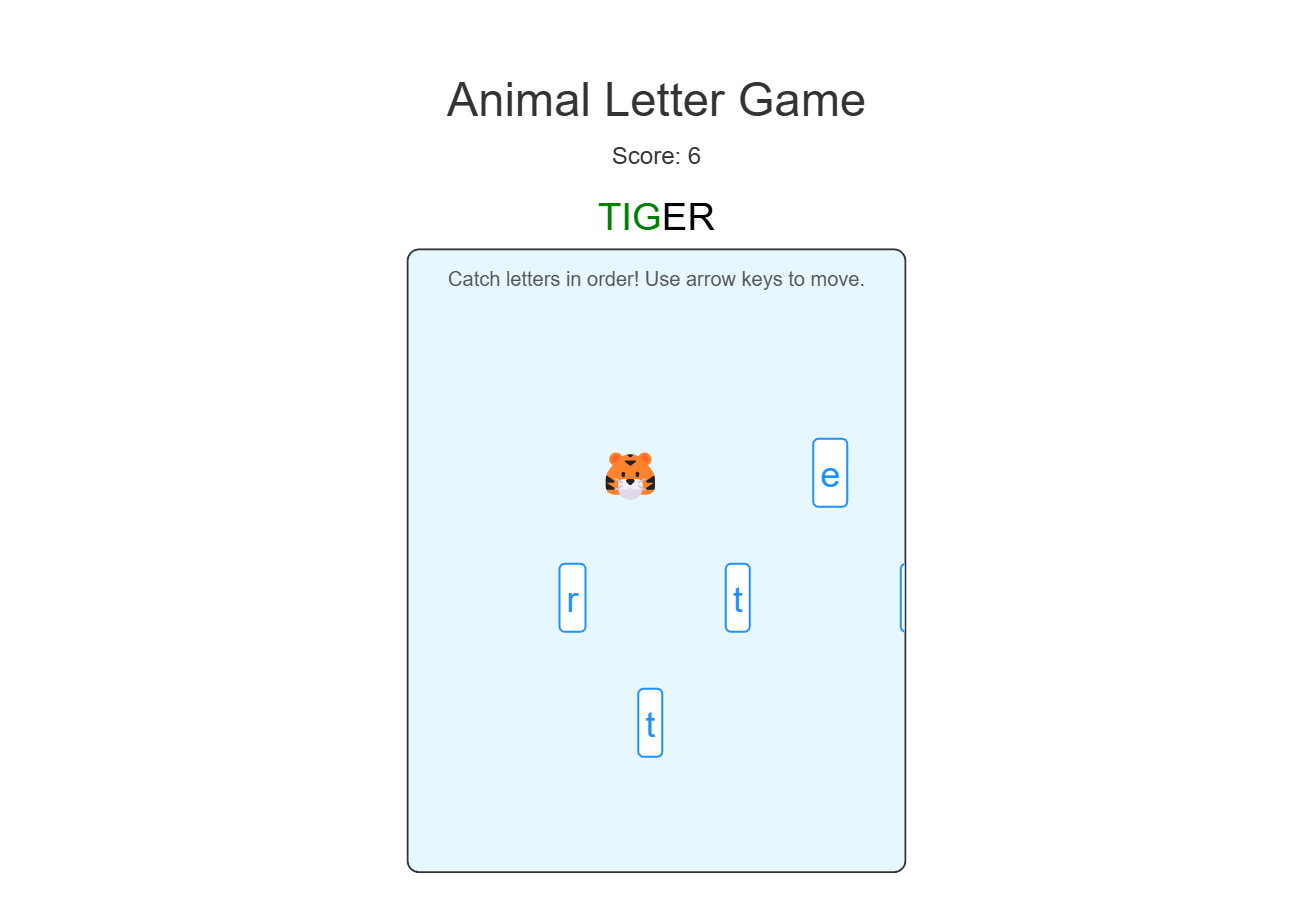 Animal Letter Game
Score: 6
TIGER
Catch letters in order! Use arrow keys to move.
e
r t
t